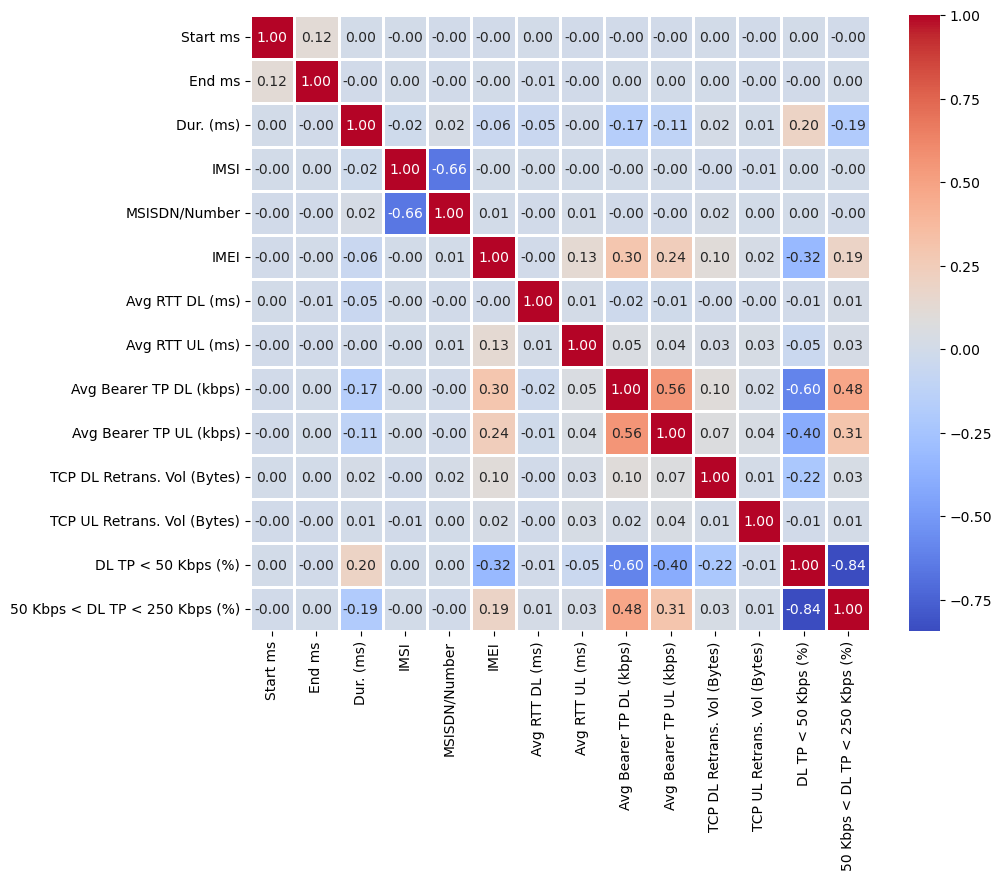 Start ms 1.00 0.12 0.00 -0.00 -0.00 -0.00 0.00 -0.00 -0.00 -0.00 0.00 -0.00 0.00 -0.00
End ms 0.12 1.00 -0.00 0.00 -0.00 -0.00 -0.01 -0.00 0.00 0.00 0.00 -0.00 -0.00 0.00
Dur. (ms) 0.00 -0.00 1.00 -0.02 0.02 -0.06 -0.05 -0.00 -0.17 -0.11 0.02 0.01 0.20 -0.19
IMSI -0.00 0.00 -0.02 1.00 -0.66 -0.00 -0.00 -0.00 -0.00 -0.00 -0.00 -0.01 0.00 -0.00
MSISDN/Number -0.00 -0.00 0.02 -0.66 1.00 0.01 -0.00 0.01 -0.00 -0.00 0.02 0.00 0.00 -0.00
IMEI -0.00 -0.00 -0.06 -0.00 0.01 1.00 -0.00 0.13 0.30 0.24 0.10 0.02 -0.32 0.19
Avg RTT DL (ms) 0.00 -0.01 -0.05 -0.00 -0.00 -0.00 1.00 0.01 -0.02 -0.01 -0.00 -0.00 -0.01 0.01
Avg RTT UL (ms) -0.00 -0.00 -0.00 -0.00 0.01 0.13 0.01 1.00 0.05 0.04 0.03 0.03 -0.05 0.03
Avg Bearer TP DL (kbps) -0.00 0.00 -0.17 -0.00 -0.00 0.30 -0.02 0.05 1.00 0.56 0.10 0.02 -0.60 0.48
Avg Bearer TP UL (kbps) -0.00 0.00 -0.11 -0.00 -0.00 0.24 -0.01 0.04 0.56 1.00 0.07 0.04 -0.40 0.31
TCP DL Retrans. Vol (Bytes) 0.00 0.00 0.02 -0.00 0.02 0.10 -0.00 0.03 0.10 0.07 1.00 0.01 -0.22 0.03
TCP UL Retrans. Vol (Bytes) -0.00 -0.00 0.01 -0.01 0.00 0.02 -0.00 0.03 0.02 0.04 0.01 1.00 -0.01 0.01
DL TP < 50 Kbps (%) 0.00 -0.00 0.20 0.00 0.00 -0.32 -0.01 -0.05 -0.60 -0.40 -0.22 -0.01 1.00 -0.84
50 Kbps < DL TP < 250 Kbps (%) -0.00 0.00 -0.19 -0.00 -0.00 0.19 0.01 0.03 0.48 0.31 0.03 0.01 -0.84 1.00
Start ms
End ms
Dur. (ms)
IMSI
MSISDN/Number
IMEI
Avg RTT DL (ms)
Avg RTT UL (ms)
Avg Bearer TP DL (kbps)
Avg Bearer TP UL (kbps)
TCP DL Retrans. Vol (Bytes)
TCP UL Retrans. Vol (Bytes)
DL TP < 50 Kbps (%)
50 Kbps < DL TP < 250 Kbps (%)
1.00
0.75
0.50
0.25
0.00
−0.25
−0.50
−0.75